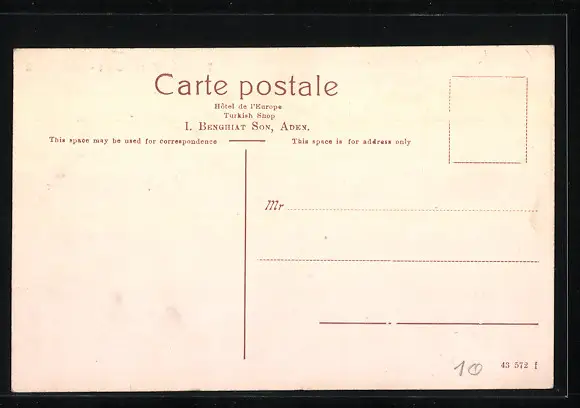 Carte postale
Hôtel de l'Europe
Turkish Shop
I. Benghiat Son, Aden.
This space may be used for correspondence
This space is for address only
Mr
10
43 572 I